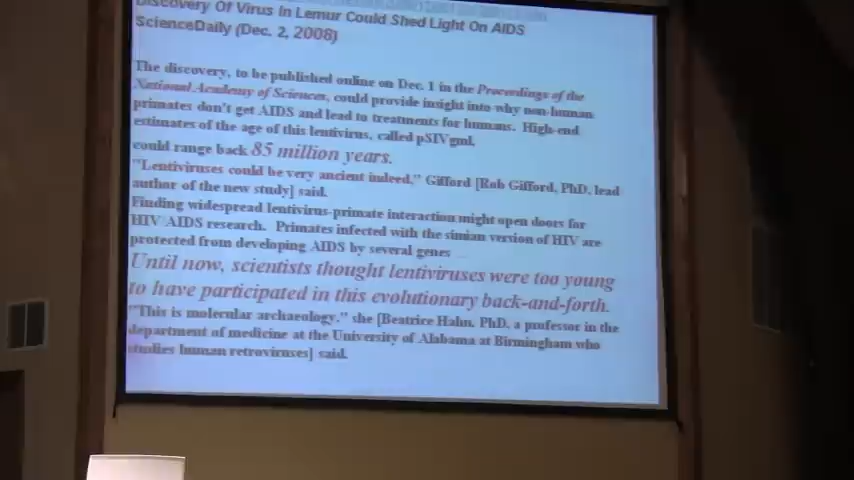 Discovery Of Virus In Lemur Could Shed Light On AIDS
ScienceDaily (Dec. 2, 2008)
The discovery, to be published online on Dec. 1 in the Proceedings of the
National Academy of Sciences, could provide insight into why non-human
primates don't get AIDS and lead to treatments for humans. High-end
estimates of the age of this lentivirus, called pSIVgml,
could range back 85 million years.
"Lentiviruses could be very ancient indeed," Gifford [Rob Gifford, PhD, lead
author of the new study] said.
Finding widespread lentivirus-primate interaction might open doors for
HIV/AIDS research. Primates infected with the simian version of HIV are
protected from developing AIDS by several genes ...
Until now, scientists thought lentiviruses were too young
to have participated in this evolutionary back-and-forth.
"This is molecular archaeology," she [Beatrice Hahn, PhD, a professor in the
department of medicine at the University of Alabama at Birmingham who
studies human retroviruses] said.